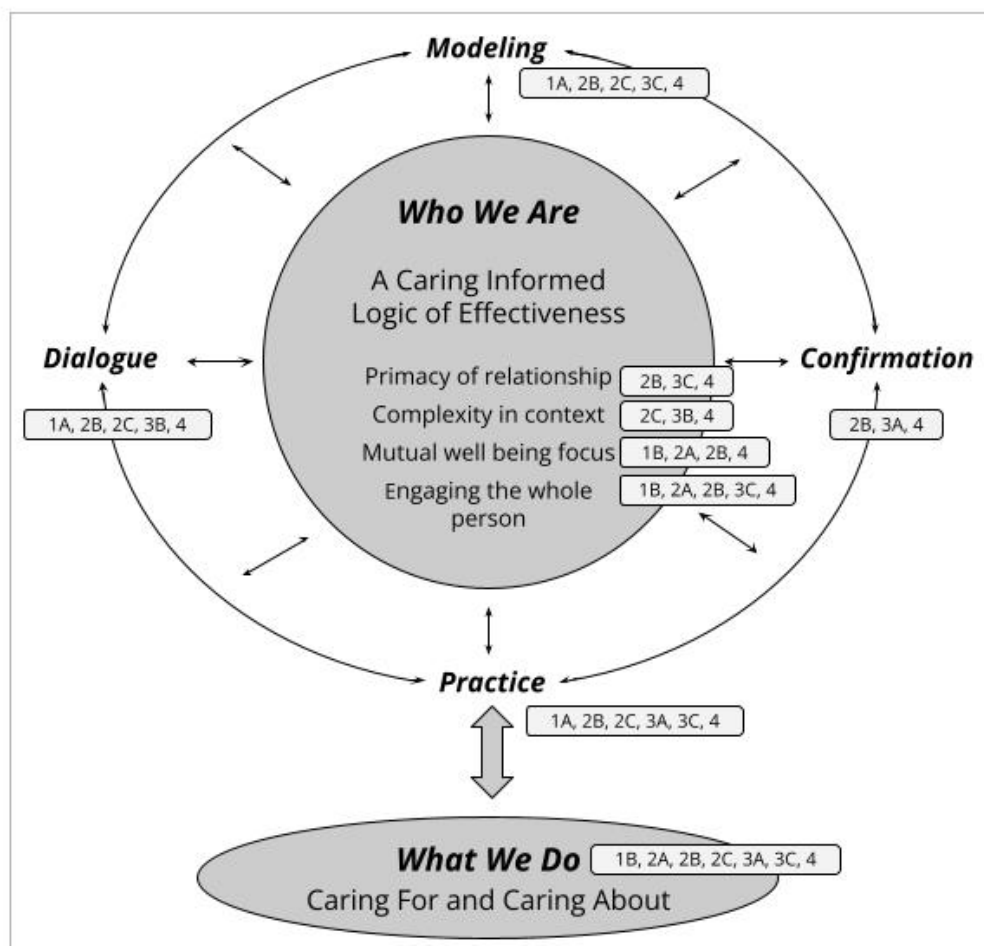 Modeling
1A, 2B, 2C, 3C, 4
Who We Are
A Caring Informed
Logic of Effectiveness
Dialogue
1A, 2B, 2C, 3B, 4
Confirmation
2B, 3A, 4
Primacy of relationship
2B, 3C, 4
Complexity in context
2C, 3B, 4
Mutual well being focus
1B, 2A, 2B, 4
Engaging the whole
person
1B, 2A, 2B, 3C, 4
Practice
1A, 2B, 2C, 3A, 3C, 4
What We Do
1B, 2A, 2B, 2C, 3A, 3C, 4
Caring For and Caring About